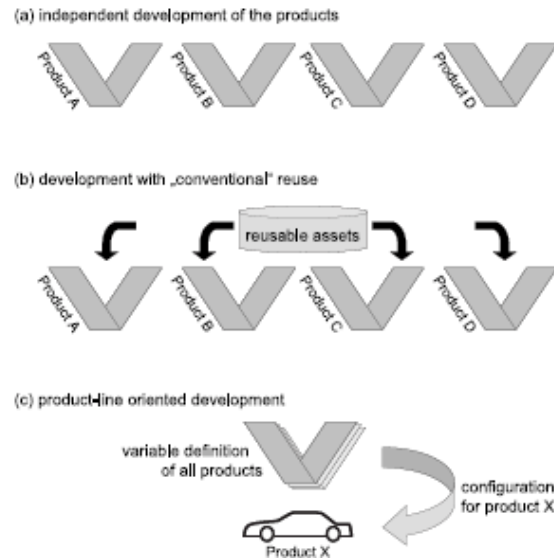 (a) independent development of the products
Product A
Product B
Product C
Product D
(b) development with „conventional“ reuse
reusable assets
Product A
Product B
Product C
Product D
(c) product-line oriented development
variable definition
of all products
configuration
for product X
Product X